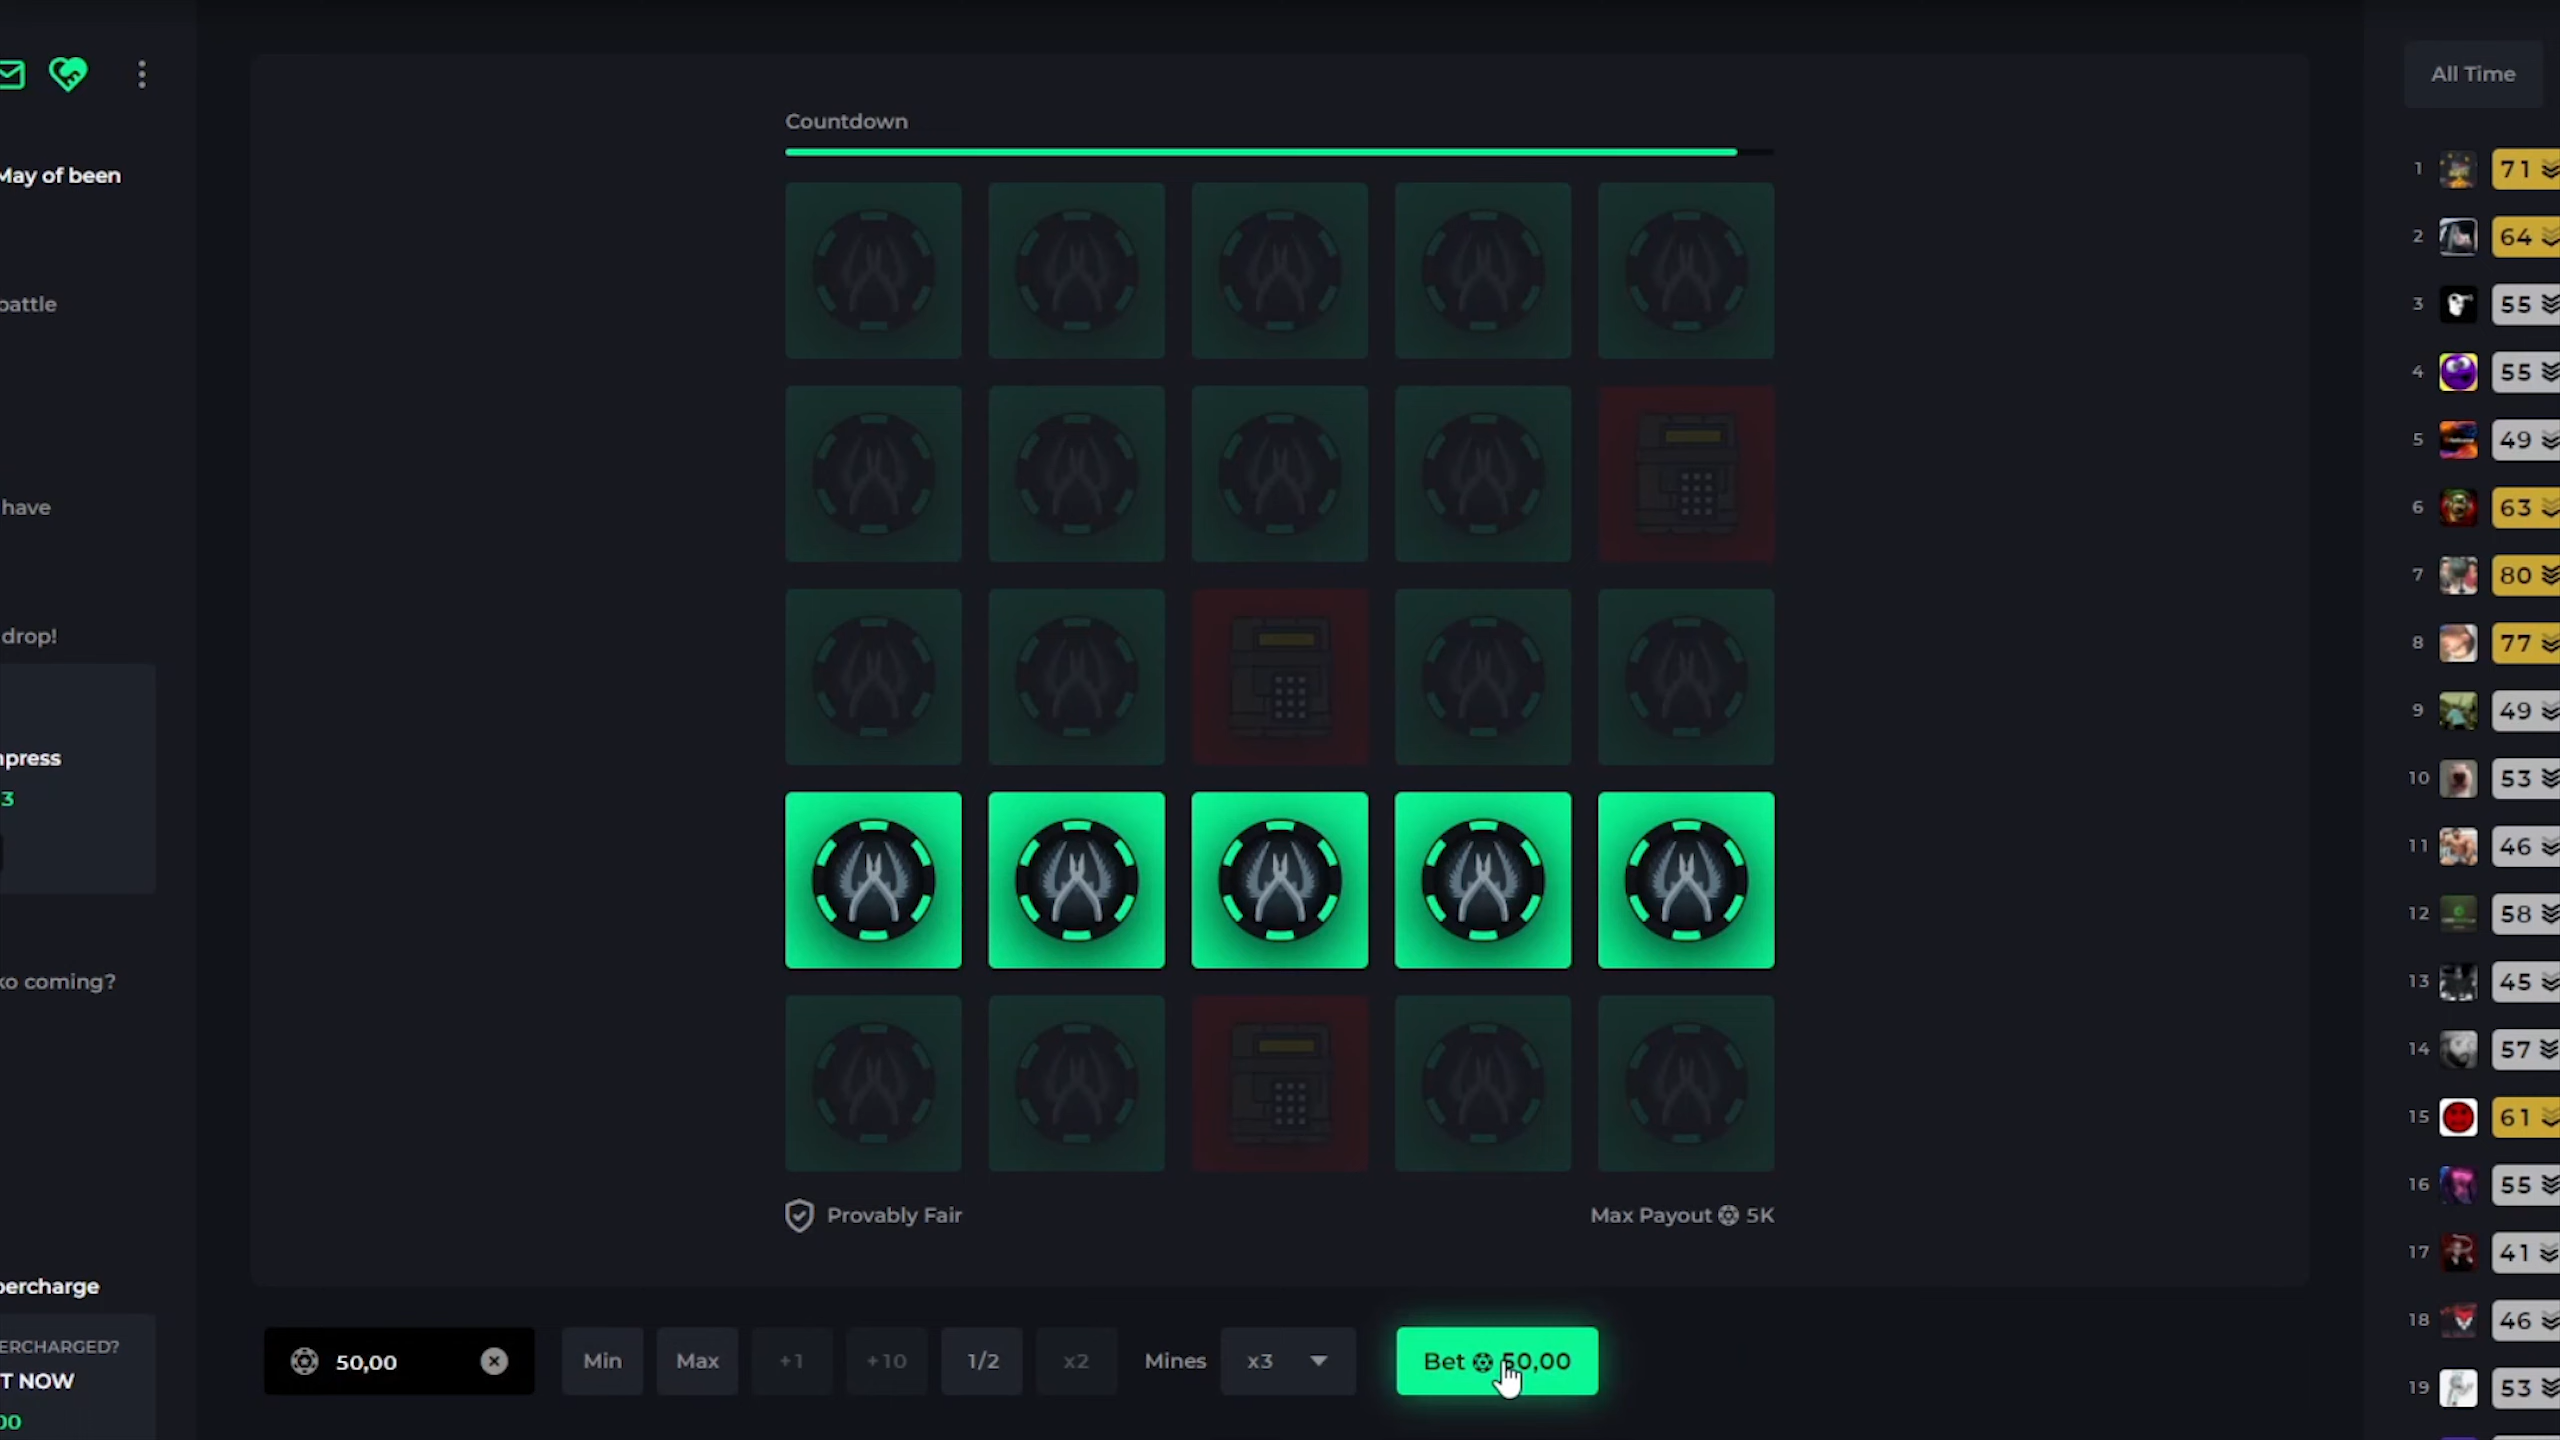 May of been
battle
have
drop!
mpress
3
ko coming?
percharge
ERCHARGED?
T NOW
00
Countdown
Provably Fair
Max Payout 5K
50,00
Min
Max
+1
+10
1/2
x2
Mines
x3
Bet 50,00
All Time
1 71
2 64
3 55
4 55
5 49
6 63
7 80
8 77
9 49
10 53
11 46
12 58
13 45
14 57
15 61
16 55
17 41
18 46
19 53